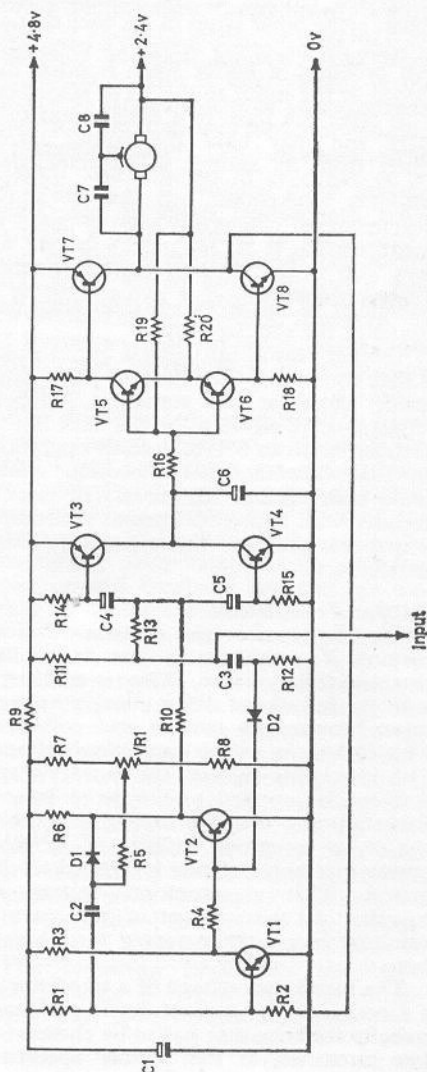 +4·8v
+2·4v
0v
C8
C7
VT7
VT8
R19
R20
R17
VT5
VT6
R18
R16
C6
VT3
VT4
R14
C4
C5
R15
R13
R11
C3
R12
Input
R9
R10
D2
R7
VR1
R8
R6
D1
R5
VT2
C2
R4
R3
VT1
R1
R2
C1